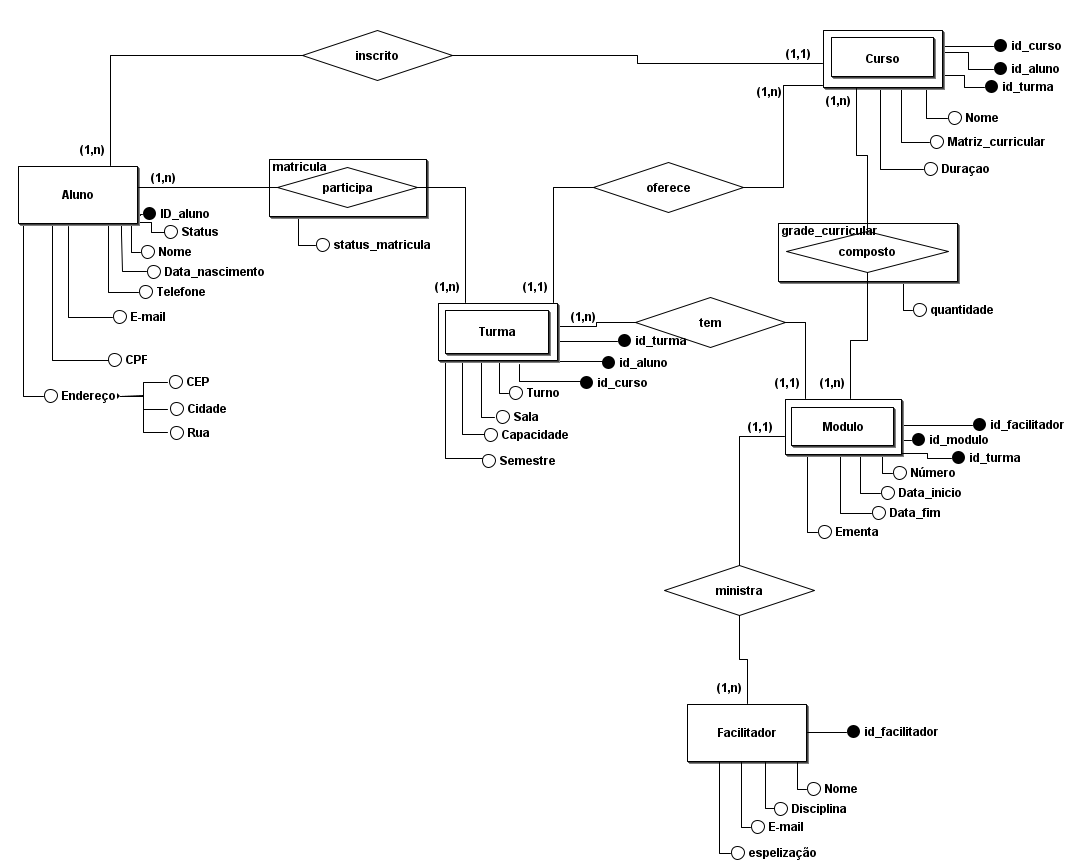 inscrito
(1,1)
Curso
id_curso
id_aluno
id_turma
(1,n)
(1,n)
Nome
Matriz_curricular
Duraçao
(1,n)
(1,n)
Aluno
matricula
participa
oferece
ID_aluno
Status
Nome
Data_nascimento
Telefone
E-mail
CPF
Endereço
CEP
Cidade
Rua
status_matricula
grade_curricular
composto
quantidade
(1,n)
(1,1)
Turma
(1,n)
tem
id_turma
id_aluno
id_curso
Turno
Sala
Capacidade
Semestre
(1,1)
(1,n)
(1,1)
Modulo
id_facilitador
id_modulo
id_turma
Número
Data_inicio
Data_fim
Ementa
ministra
(1,n)
Facilitador
id_facilitador
Nome
Disciplina
E-mail
espelização